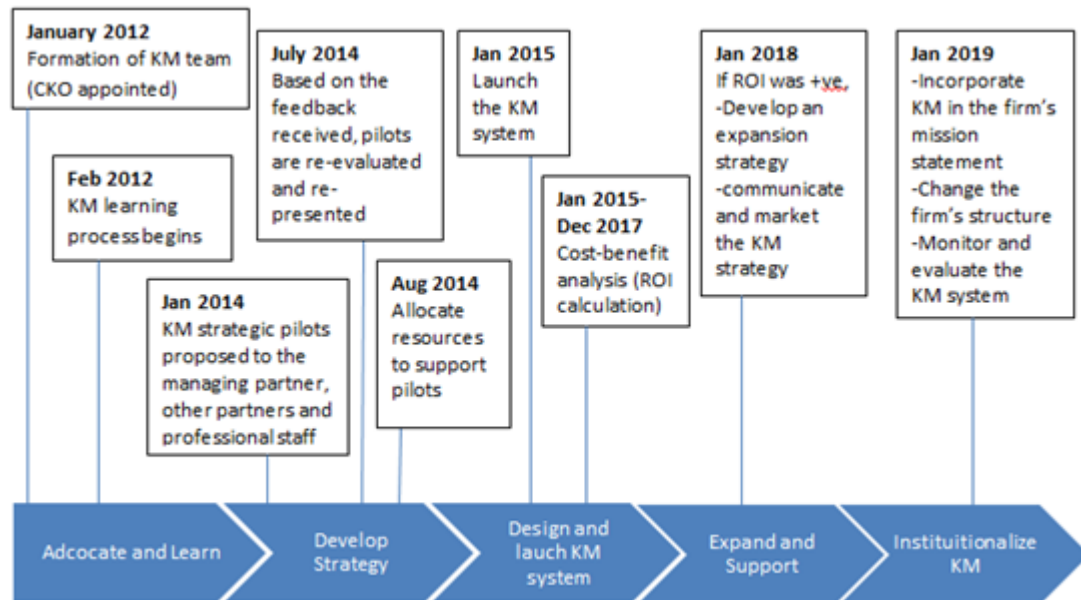 January 2012
Formation of KM team
(CKO appointed)
Feb 2012
KM learning
process begins
Jan 2014
KM strategic pilots
proposed to the
managing partner,
other partners and
professional staff
July 2014
Based on the
feedback
received, pilots
are re-evaluated
and re-
presented
Aug 2014
Allocate
resources
to support
pilots
Jan 2015
Launch
the KM
system
Jan 2015-
Dec 2017
Cost-benefit
analysis (ROI
calculation)
Jan 2018
If ROI was +ve,
-Develop an
expansion
strategy
-communicate
and market
the KM
strategy
Jan 2019
-Incorporate
KM in the firm's
mission
statement
-Change the
firm's structure
-Monitor and
evaluate the
KM system
Adcocate and Learn
Develop
Strategy
Design and
lauch KM
system
Expand and
Support
Instituitionalize
KM